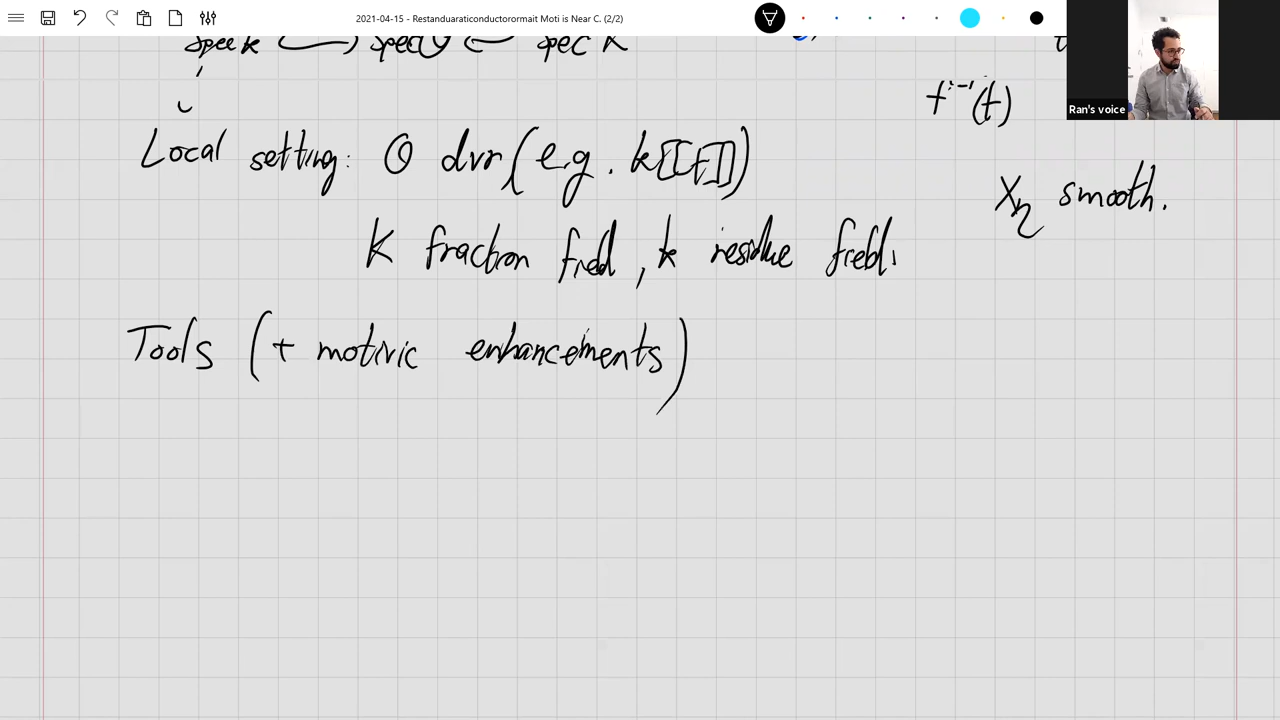 2021-04-15 - Restanduaraticonductorormait Moti is Near C. (2/2)
Ran's voice
Spec k Spec O Spec K
f⁻¹(t)
Local setting: O dvr (e.g. k[[t]])
X_η smooth.
K fraction field, k residue field.
Tools (+ motivic enhancements)